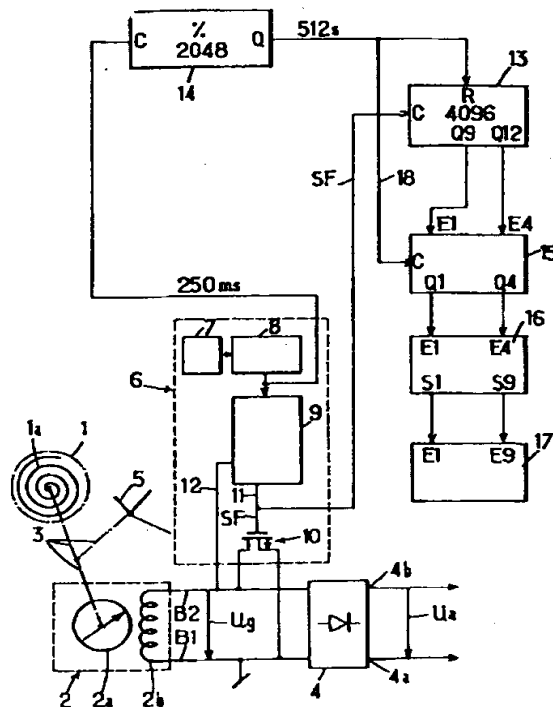 C % 2048 Q
512s
14
13
R
C 4096
Q9 Q12
SF
18
E1 E4
C
15
Q1 Q4
250ms
16
E1 E4
S1 S9
7
8
6
9
17
E1 E9
1a
1
5
12
11
3
SF
10
4b
B2
Ug
Ua
B1
4a
2
2a
2b
4